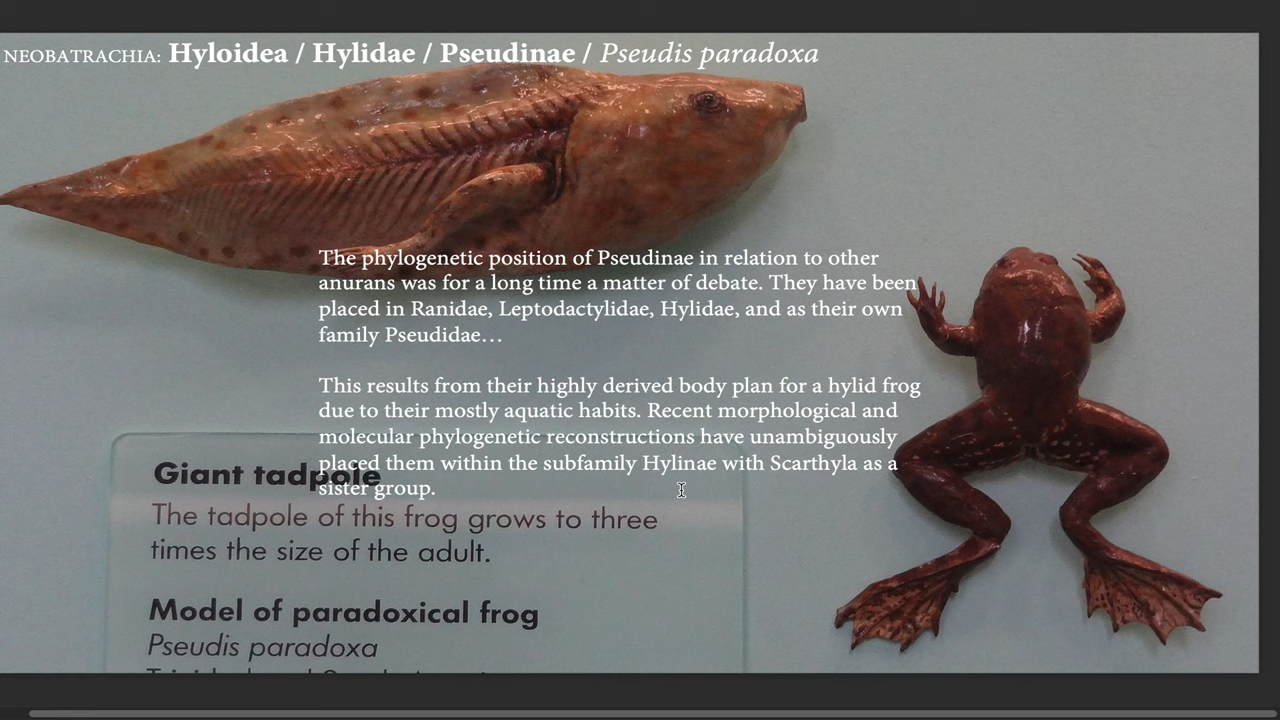 NEOBATRACHIA: Hyloidea / Hylidae / Pseudinae / Pseudis paradoxa
The phylogenetic position of Pseudinae in relation to other
anurans was for a long time a matter of debate. They have been
placed in Ranidae, Leptodactylidae, Hylidae, and as their own
family Pseudidae…
This results from their highly derived body plan for a hylid frog
due to their mostly aquatic habits. Recent morphological and
molecular phylogenetic reconstructions have unambiguously
placed them within the subfamily Hylinae with Scarthyla as a
sister group.
Giant tadpole
The tadpole of this frog grows to three
times the size of the adult.
Model of paradoxical frog
Pseudis paradoxa